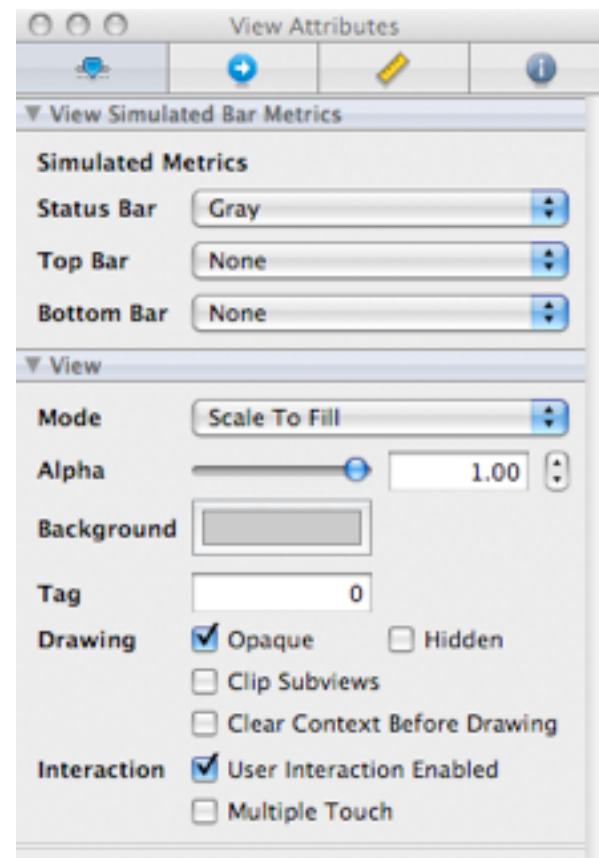 View Attributes
View Simulated Bar Metrics
Simulated Metrics
Status Bar Gray
Top Bar None
Bottom Bar None
View
Mode Scale To Fill
Alpha 1.00
Background
Tag 0
Drawing Opaque Hidden
Clip Subviews
Clear Context Before Drawing
Interaction User Interaction Enabled
Multiple Touch